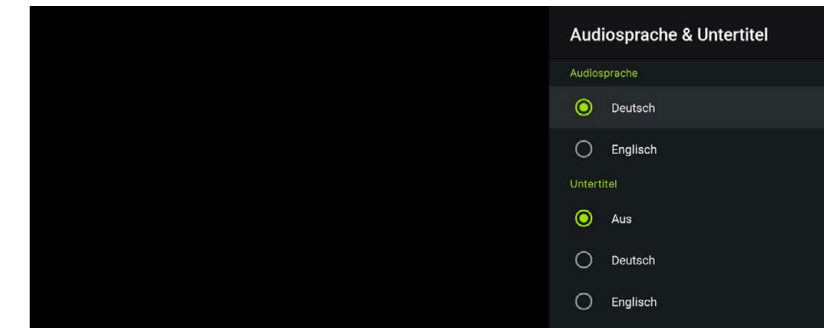 Audiosprache & Untertitel
Audiosprache
Deutsch
Englisch
Untertitel
Aus
Deutsch
Englisch